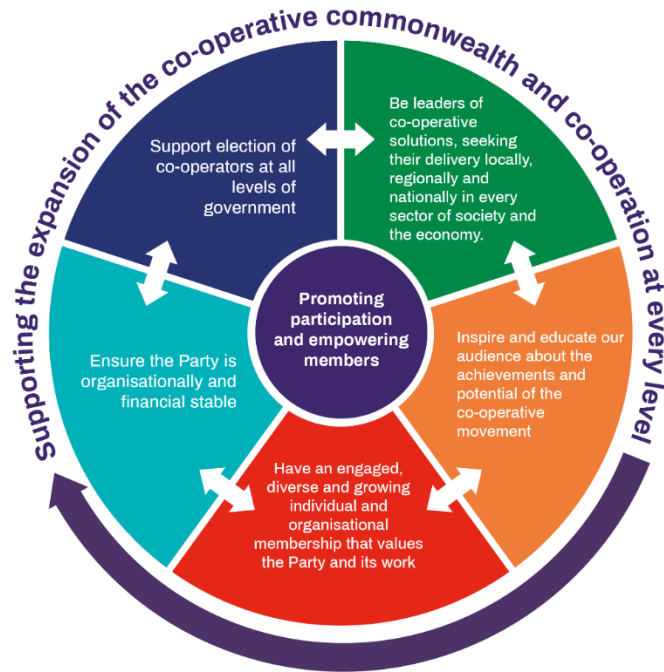 Supporting the expansion of the co-operative commonwealth and co-operation at every level
Support election of
co-operators at all
levels of
government
Be leaders of
co-operative
solutions, seeking
their delivery locally,
regionally and
nationally in every
sector of society and
the economy.
Promoting
participation
and empowering
members
Ensure the Party is
organisationally and
financial stable
Inspire and educate our
audience about the
achievements and
potential of the
co-operative
movement
Have an engaged,
diverse and growing
individual and
organisational
membership that values
the Party and its work